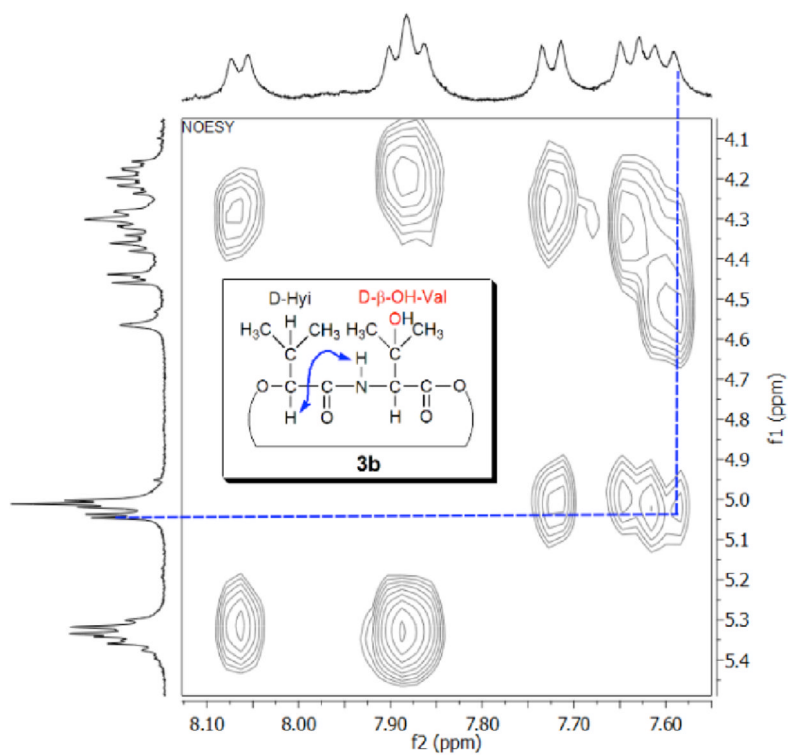 NOESY
4.1
4.2
4.3
4.4
4.5
4.6
4.7
4.8
4.9
5.0
5.1
5.2
5.3
5.4
f1 (ppm)
D-Hyi D-β-OH-Val
H OH
H₃C CH₃ H₃C CH₃
C H C
O C C N C C O
H O H O
3b
8.10 8.00 7.90 7.80 7.70 7.60
f2 (ppm)